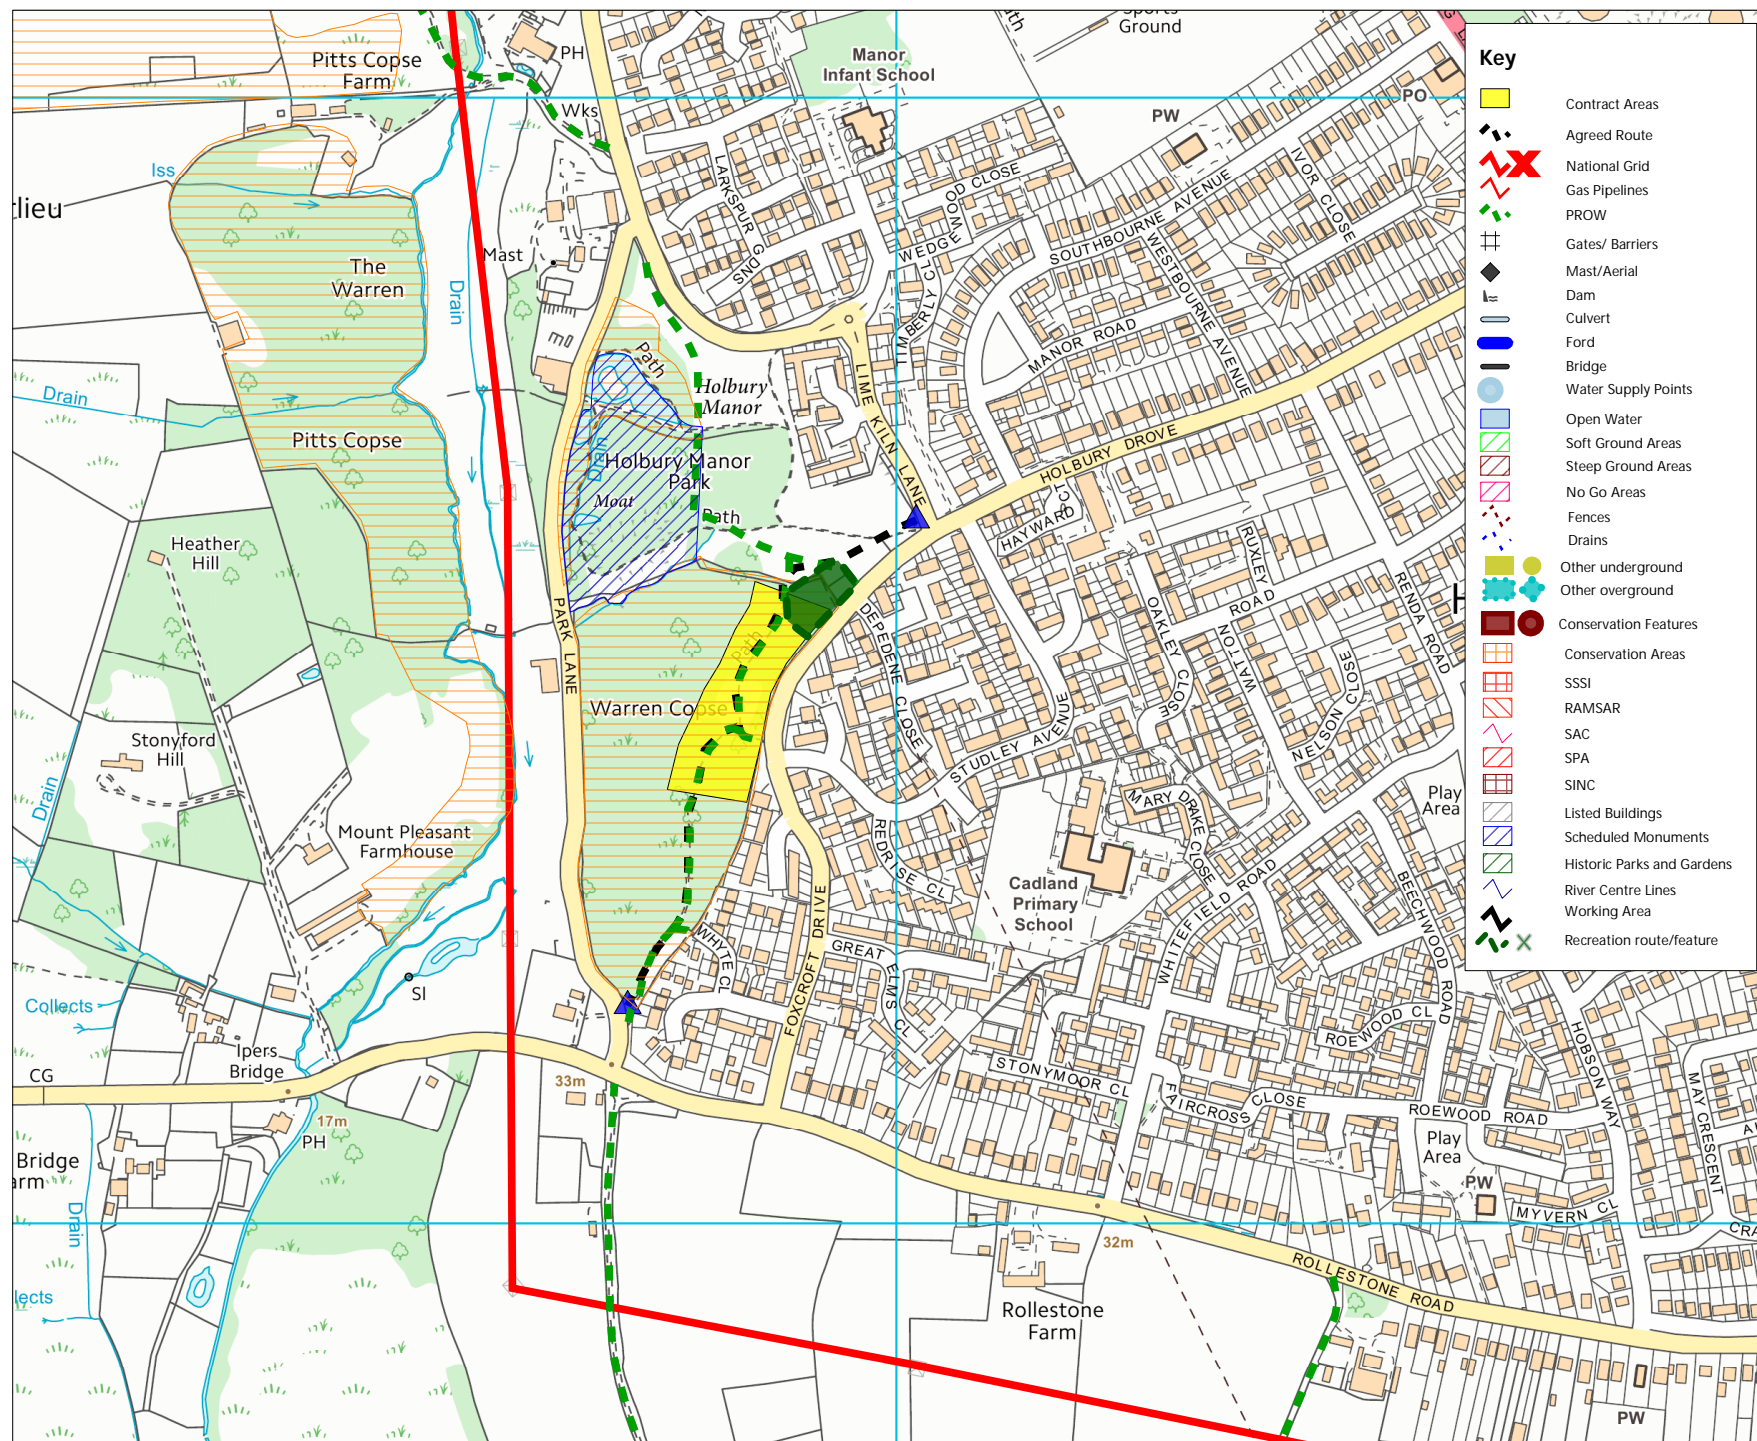 Pitts Copse
Farm
PH
Wks
Manor
Infant School
Sports
Ground
PW
PO
Iss
rlieu
The
Warren
Mast
Drain
LARKSPUR GDNS
WEDGEWOOD CLOSE
TIMBERLY CL
SOUTHBOURNE AVENUE
WESTBOURNE AVENUE
IVOR CLOSE
MANOR ROAD
Path
Holbury
Manor
LIME KILN LANE
HOLBURY DROVE
Drain
Pitts Copse
Holbury Manor
Park
Drain
Moat
Path
HAYWARD CT
Heather
Hill
RUXLEY
WALTON ROAD
RENDA ROAD
H
PARK LANE
DEPEDENE CLOSE
OAKLEY CLOSE
NELSON CLOSE
Path
Warren Copse
STUDLEY AVENUE
Stonyford
Hill
Drain
MARY DRAKE CLOSE
Play
Area
Mount Pleasant
Farmhouse
REDRISE CL
Cadland
Primary
School
WHITEFIELD ROAD
BEECHWOOD ROAD
WHYTE CL
FOXCROFT DRIVE
GREAT ELMS CL
SI
Collects
Ipers
Bridge
CG
33m
STONYMOOR CL
FAIRCROSS CLOSE
ROEWOOD CL
ROEWOOD ROAD
HOBSON WAY
MAY CRESCENT
17m
PH
Bridge
arm
Play
Area
PW
MYVERN CL
CRA
Drain
32m
ROLLESTONE ROAD
lects
Rollestone
Farm
PW
Key
Contract Areas
Agreed Route
National Grid
Gas Pipelines
PROW
Gates/ Barriers
Mast/Aerial
Dam
Culvert
Ford
Bridge
Water Supply Points
Open Water
Soft Ground Areas
Steep Ground Areas
No Go Areas
Fences
Drains
Other underground
Other overground
Conservation Features
Conservation Areas
SSSI
RAMSAR
SAC
SPA
SINC
Listed Buildings
Scheduled Monuments
Historic Parks and Gardens
River Centre Lines
Working Area
Recreation route/feature